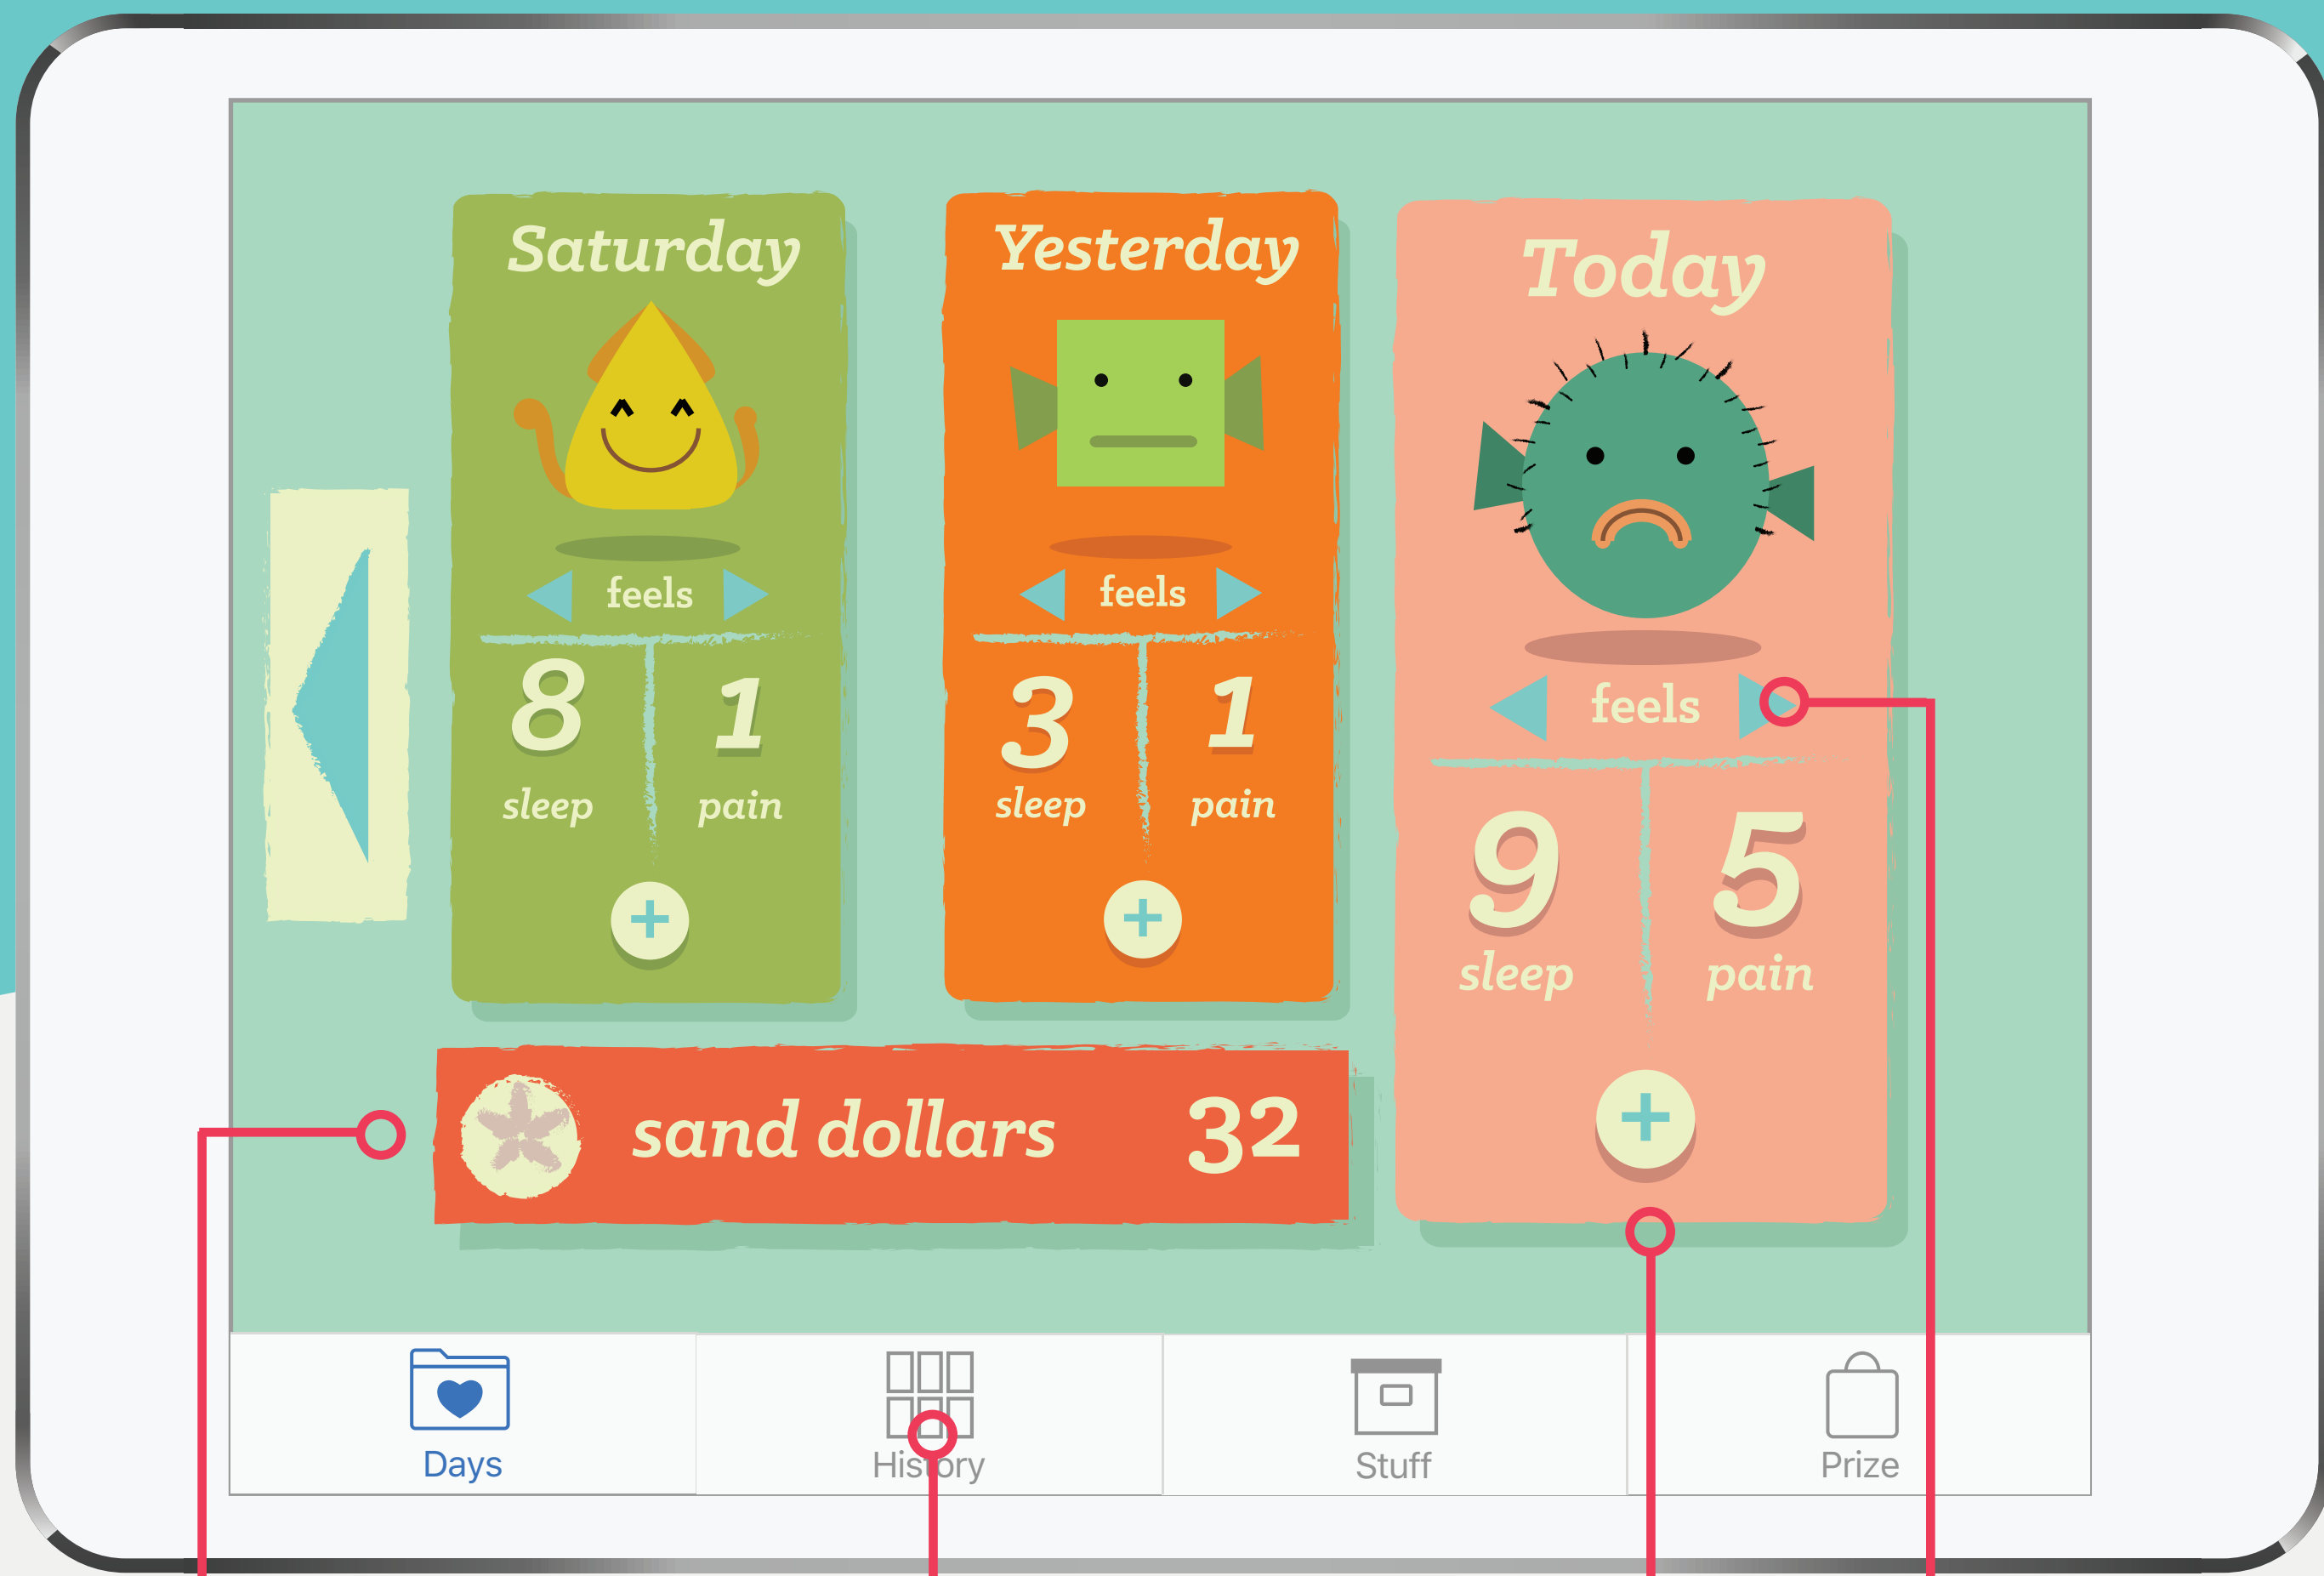 Saturday
feels
8 1
sleep pain
+
Yesterday
feels
3 1
sleep pain
+
Today
feels
9 5
sleep pain
+
sand dollars 32
Days
History
Stuff
Prize